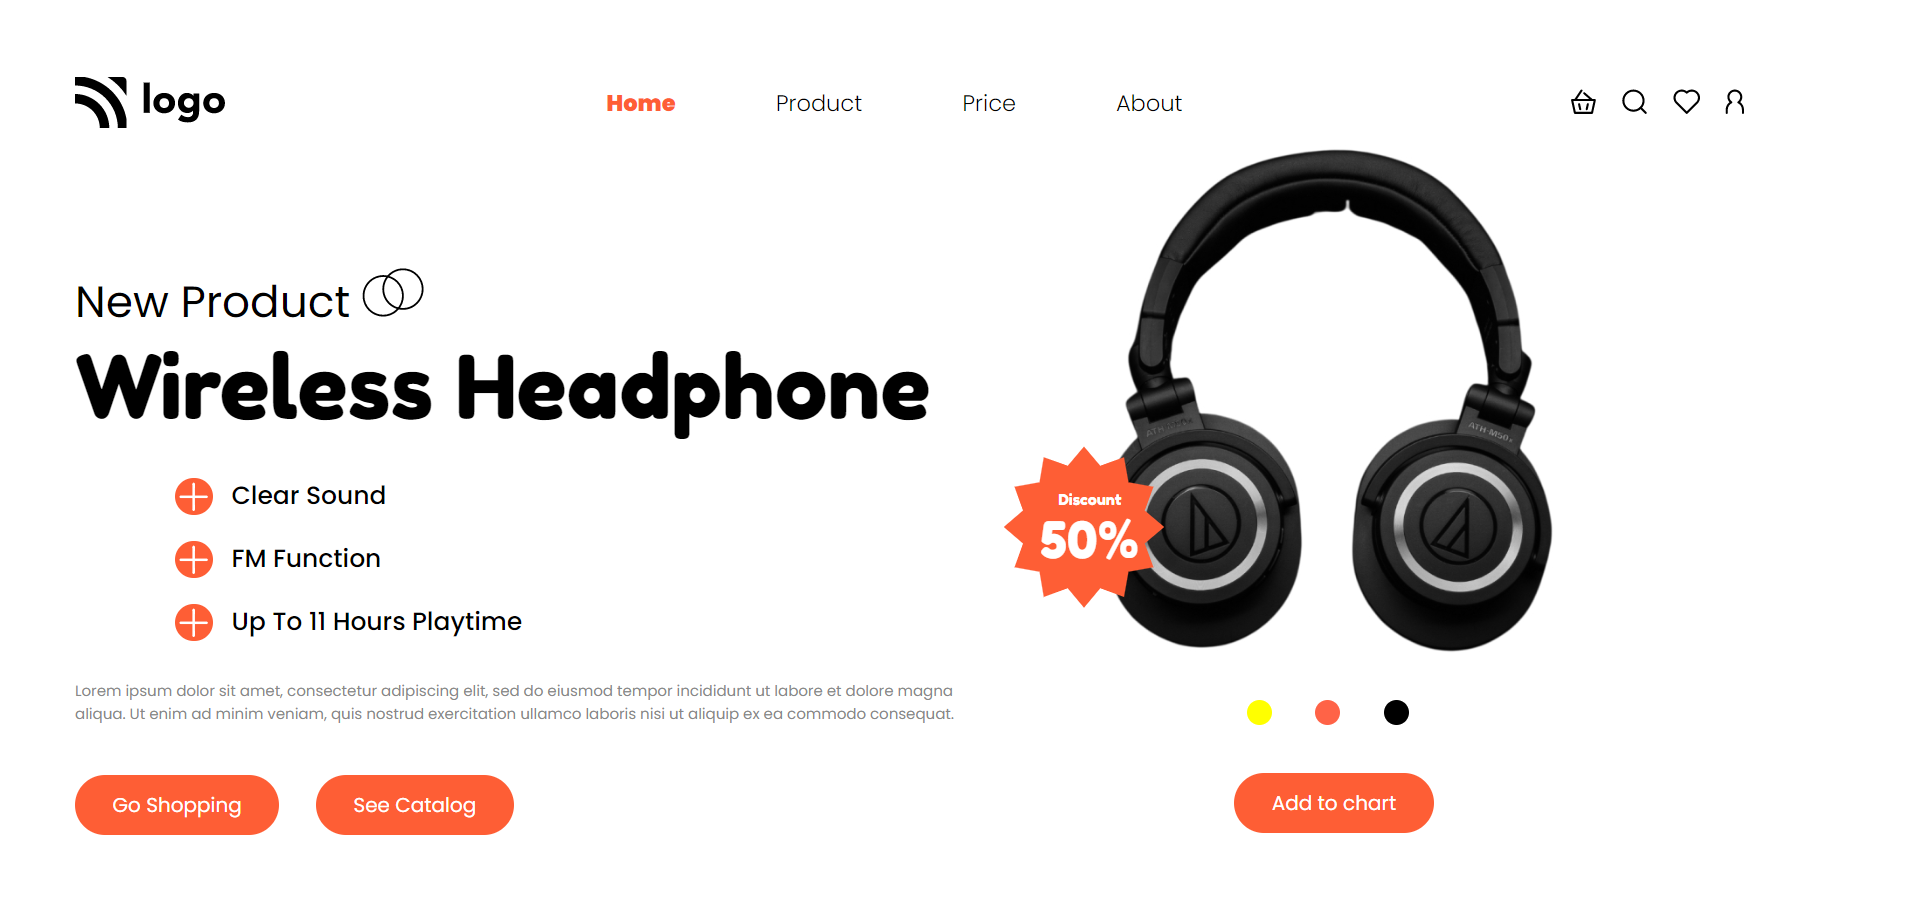 logo
Home
Product
Price
About
New Product
Wireless Headphone
Clear Sound
FM Function
Up To 11 Hours Playtime
Lorem ipsum dolor sit amet, consectetur adipiscing elit, sed do eiusmod tempor incididunt ut labore et dolore magna
aliqua. Ut enim ad minim veniam, quis nostrud exercitation ullamco laboris nisi ut aliquip ex ea commodo consequat.
Go Shopping
See Catalog
Discount
50%
ATH-M50x
ATH-M50x
Add to chart